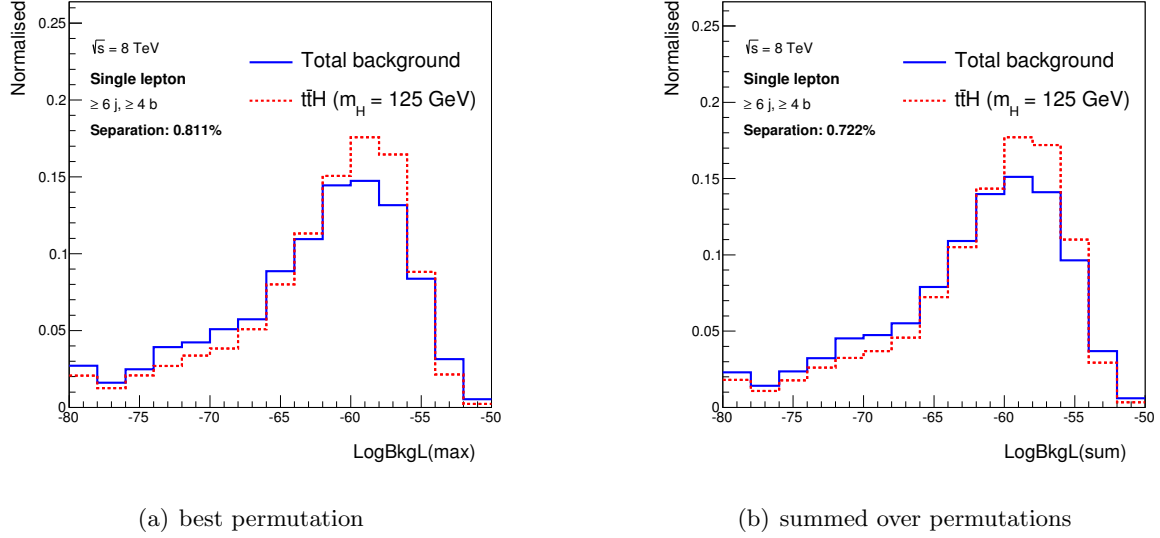 Normalised
0.25
0.2
0.15
0.1
0.05
0
√s = 8 TeV
Single lepton
≥ 6 j, ≥ 4 b
Separation: 0.811%
Total background
tt̄H (m_H = 125 GeV)
-80 -75 -70 -65 -60 -55 -50
LogBkgL(max)
(a) best permutation
Normalised
0.25
0.2
0.15
0.1
0.05
0
√s = 8 TeV
Single lepton
≥ 6 j, ≥ 4 b
Separation: 0.722%
Total background
tt̄H (m_H = 125 GeV)
-80 -75 -70 -65 -60 -55 -50
LogBkgL(sum)
(b) summed over permutations